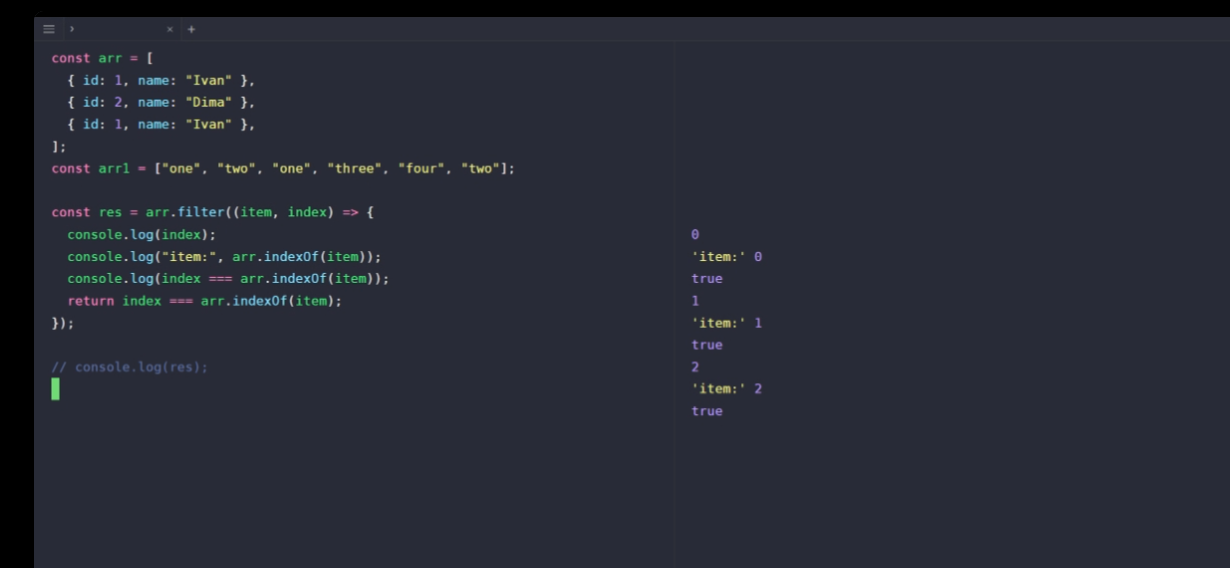 const arr = [
{ id: 1, name: "Ivan" },
{ id: 2, name: "Dima" },
{ id: 1, name: "Ivan" },
];
const arr1 = ["one", "two", "one", "three", "four", "two"];
const res = arr.filter((item, index) => {
console.log(index);
console.log("item:", arr.indexOf(item));
console.log(index === arr.indexOf(item));
return index === arr.indexOf(item);
});
// console.log(res);
0
'item:' 0
true
1
'item:' 1
true
2
'item:' 2
true